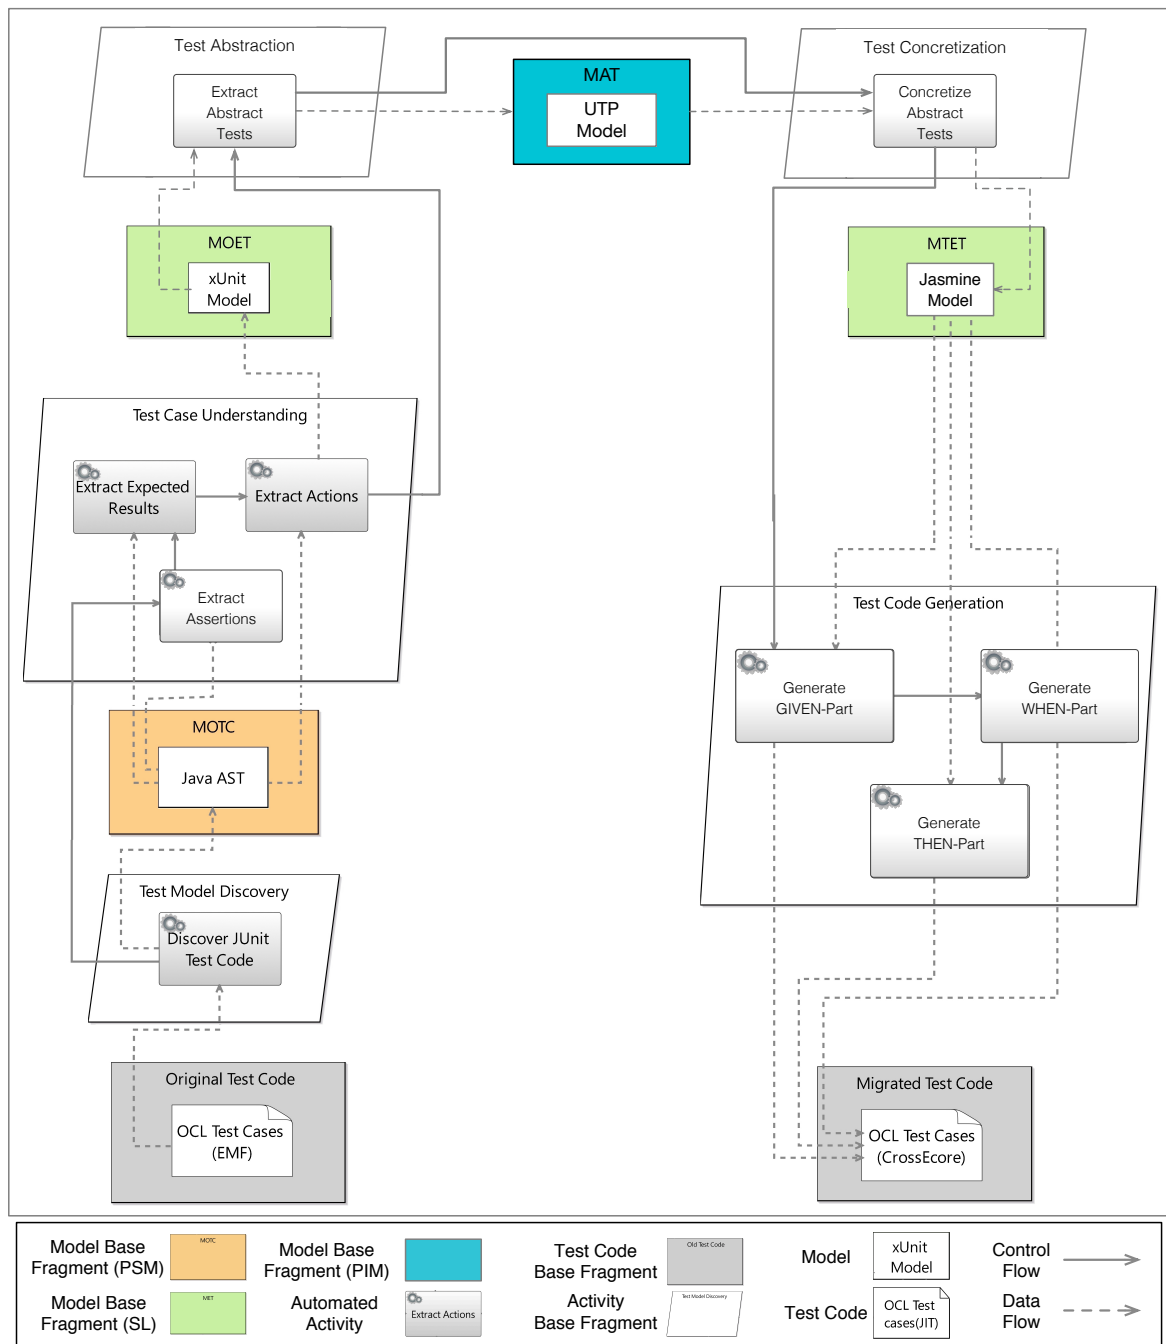 Test Abstraction
Extract
Abstract
Tests
MAT
UTP
Model
Test Concretization
Concretize
Abstract
Tests
MOET
xUnit
Model
MTET
Jasmine
Model
Test Case Understanding
Extract Expected
Results
Extract Actions
Extract
Assertions
Test Code Generation
Generate
GIVEN-Part
Generate
WHEN-Part
Generate
THEN-Part
MOTC
Java AST
Test Model Discovery
Discover JUnit
Test Code
Original Test Code
OCL Test Cases
(EMF)
Migrated Test Code
OCL Test Cases
(CrossEcore)
Model Base
Fragment (PSM)
MOTC
Model Base
Fragment (PIM)
Test Code
Base Fragment
Old Test Code
Model
xUnit
Model
Control
Flow
Model Base
Fragment (SL)
MET
Automated
Activity
Extract Actions
Activity
Base Fragment
Test Model Discovery
Test Code
OCL Test
cases(JIT)
Data
Flow